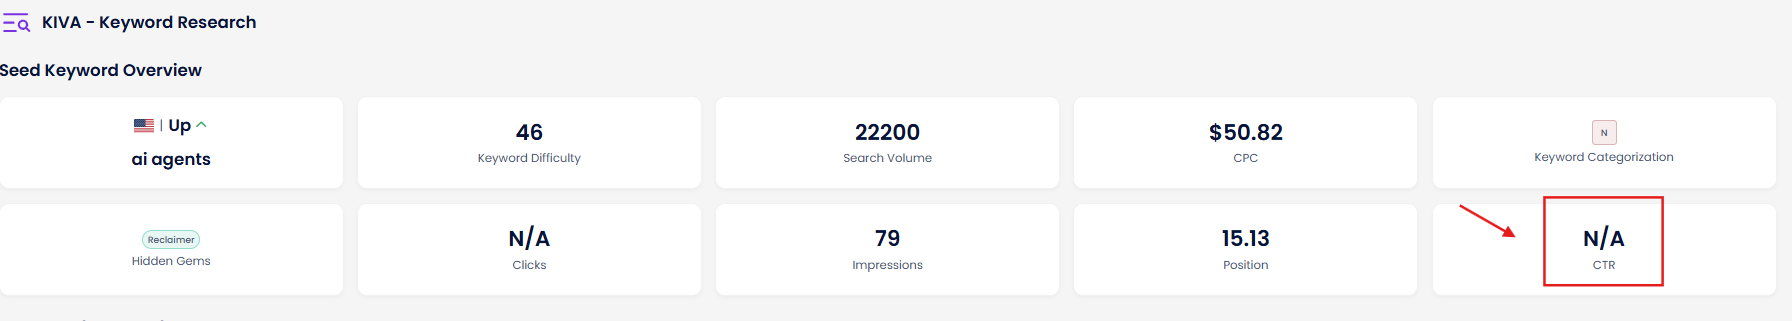 KIVA - Keyword Research
Seed Keyword Overview
| Up
ai agents
46
Keyword Difficulty
22200
Search Volume
$50.82
CPC
N
Keyword Categorization
Reclaimer
Hidden Gems
N/A
Clicks
79
Impressions
15.13
Position
N/A
CTR